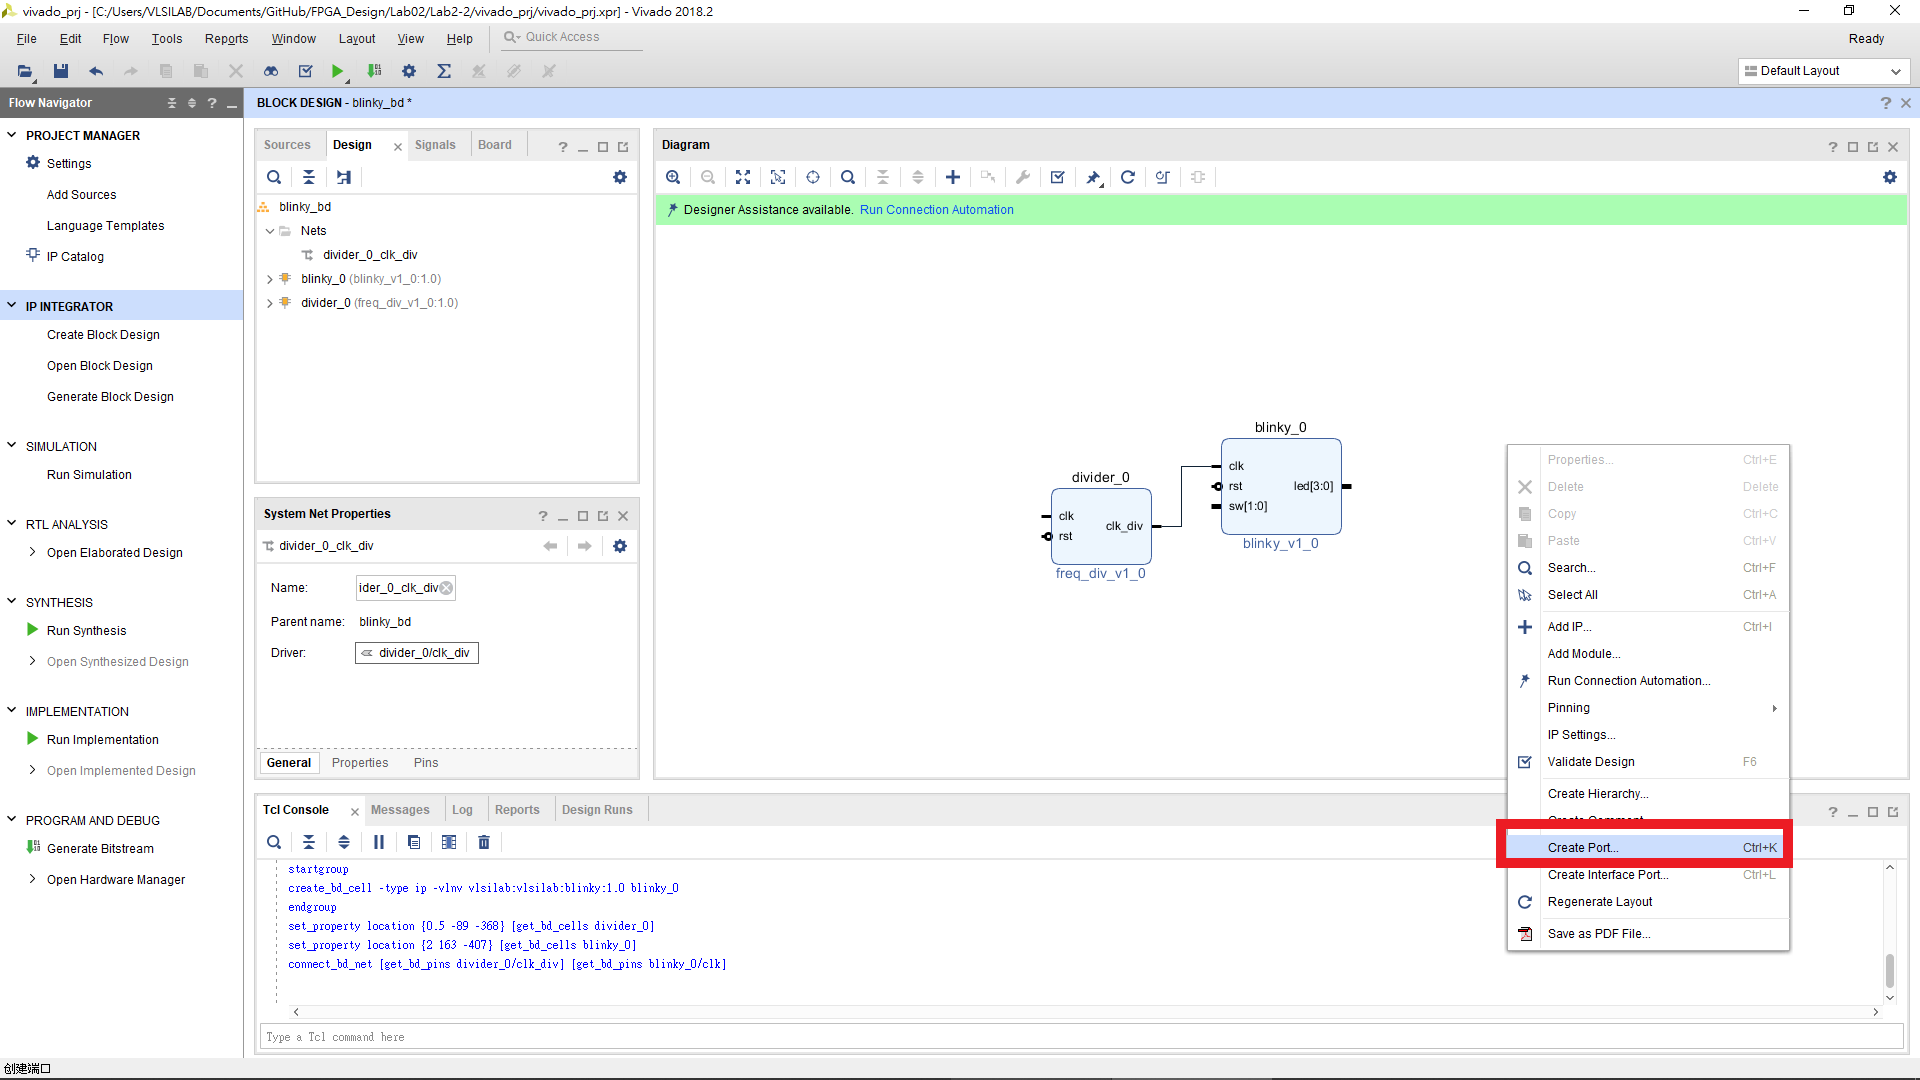 vivado_prj - [C:/Users/VLSILAB/Documents/GitHub/FPGA_Design/Lab02/Lab2-2/vivado_prj/vivado_prj.xpr] - Vivado 2018.2
File Edit Flow Tools Reports Window Layout View Help Quick Access Ready
Default Layout
Flow Navigator
BLOCK DESIGN - blinky_bd *
PROJECT MANAGER
Settings
Add Sources
Language Templates
IP Catalog
IP INTEGRATOR
Create Block Design
Open Block Design
Generate Block Design
SIMULATION
Run Simulation
RTL ANALYSIS
Open Elaborated Design
SYNTHESIS
Run Synthesis
Open Synthesized Design
IMPLEMENTATION
Run Implementation
Open Implemented Design
PROGRAM AND DEBUG
Generate Bitstream
Open Hardware Manager
Sources Design Signals Board
blinky_bd
Nets
divider_0_clk_div
blinky_0 (blinky_v1_0:1.0)
divider_0 (freq_div_v1_0:1.0)
System Net Properties
divider_0_clk_div
Name: ider_0_clk_div
Parent name: blinky_bd
Driver: divider_0/clk_div
General Properties Pins
Diagram
Designer Assistance available. Run Connection Automation
divider_0
clk
rst
clk_div
freq_div_v1_0
blinky_0
clk
rst
sw[1:0]
led[3:0]
blinky_v1_0
Properties... Ctrl+E
Delete Delete
Copy Ctrl+C
Paste Ctrl+V
Search... Ctrl+F
Select All Ctrl+A
Add IP... Ctrl+I
Add Module...
Run Connection Automation...
Pinning
IP Settings...
Validate Design F6
Create Hierarchy...
Create Comment
Create Port... Ctrl+K
Create Interface Port... Ctrl+L
Regenerate Layout
Save as PDF File...
Tcl Console Messages Log Reports Design Runs
startgroup
create_bd_cell -type ip -vlnv vlsilab:vlsilab:blinky:1.0 blinky_0
endgroup
set_property location {0.5 -89 -368} [get_bd_cells divider_0]
set_property location {2 163 -407} [get_bd_cells blinky_0]
connect_bd_net [get_bd_pins divider_0/clk_div] [get_bd_pins blinky_0/clk]
Type a Tcl command here
创建端口